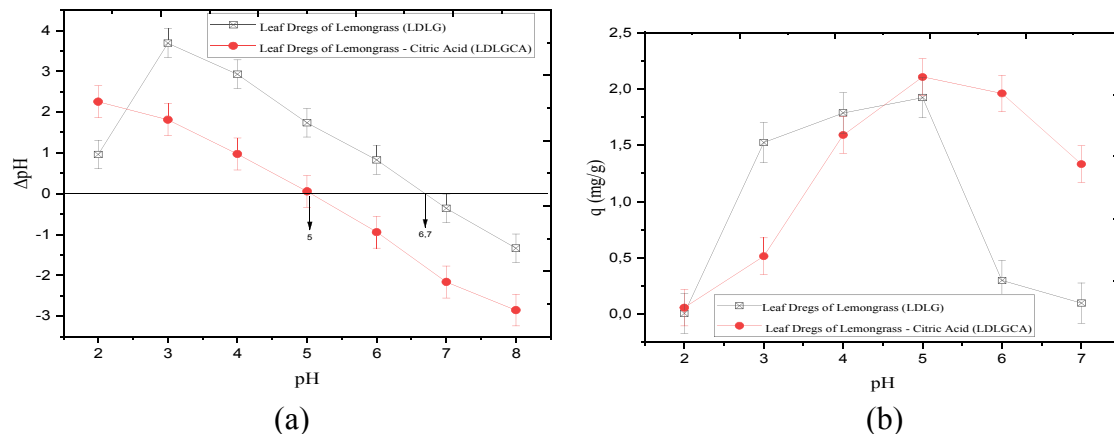 4
3
2
1
0
-1
-2
-3
ΔpH
Leaf Dregs of Lemongrass (LDLG)
Leaf Dregs of Lemongrass - Citric Acid (LDLGCA)
5
6,7
2 3 4 5 6 7 8
pH
(a)
2,5
2,0
1,5
1,0
0,5
0,0
q (mg/g)
Leaf Dregs of Lemongrass (LDLG)
Leaf Dregs of Lemongrass - Citric Acid (LDLGCA)
2 3 4 5 6 7
pH
(b)